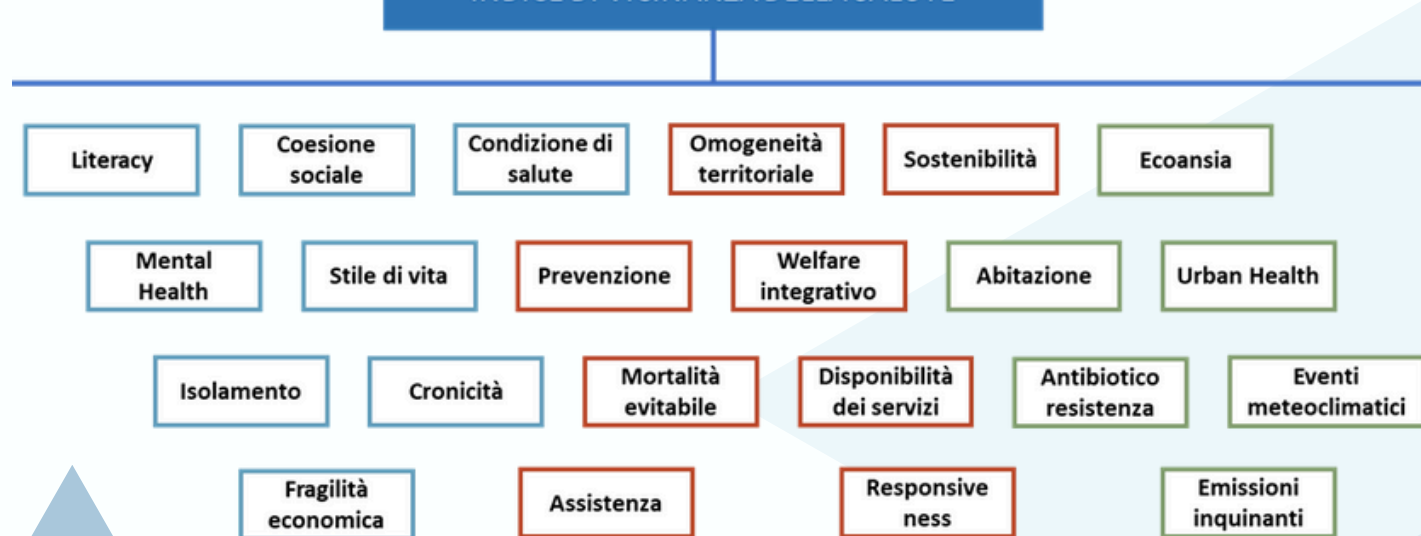 Literacy
Coesione
sociale
Condizione di
salute
Omogeneità
territoriale
Sostenibilità
Ecoansia
Mental
Health
Stile di vita
Prevenzione
Welfare
integrativo
Abitazione
Urban Health
Isolamento
Cronicità
Mortalità
evitabile
Disponibilità
dei servizi
Antibiotico
resistenza
Eventi
meteoclimatici
Fragilità
economica
Assistenza
Responsive
ness
Emissioni
inquinanti